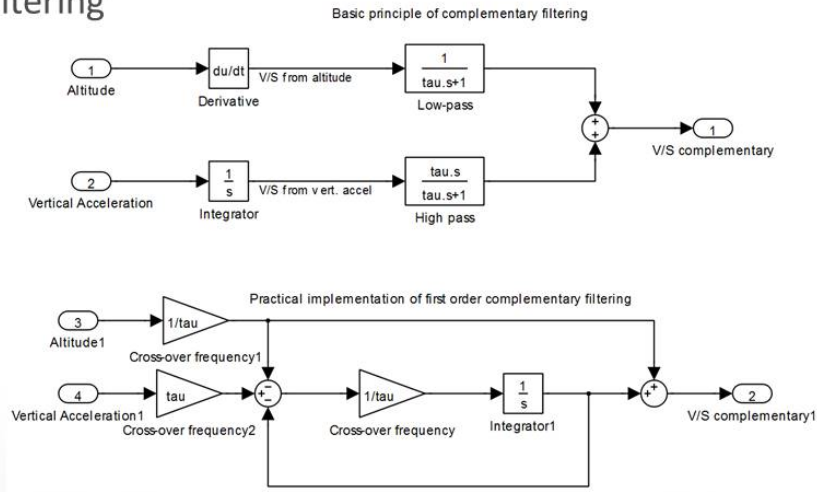 ltering
Basic principle of complementary filtering
1
Altitude
du/dt
Derivative
V/S from altitude
1
tau.s+1
Low-pass
+
+
1
V/S complementary
2
Vertical Acceleration
1
s
Integrator
V/S from vert. accel
tau.s
tau.s+1
High pass
Practical implementation of first order complementary filtering
3
Altitude1
1/tau
Cross-over frequency1
4
Vertical Acceleration1
tau
Cross-over frequency2
−
+
−
1/tau
Cross-over frequency
1
s
Integrator1
+
+
2
V/S complementary1